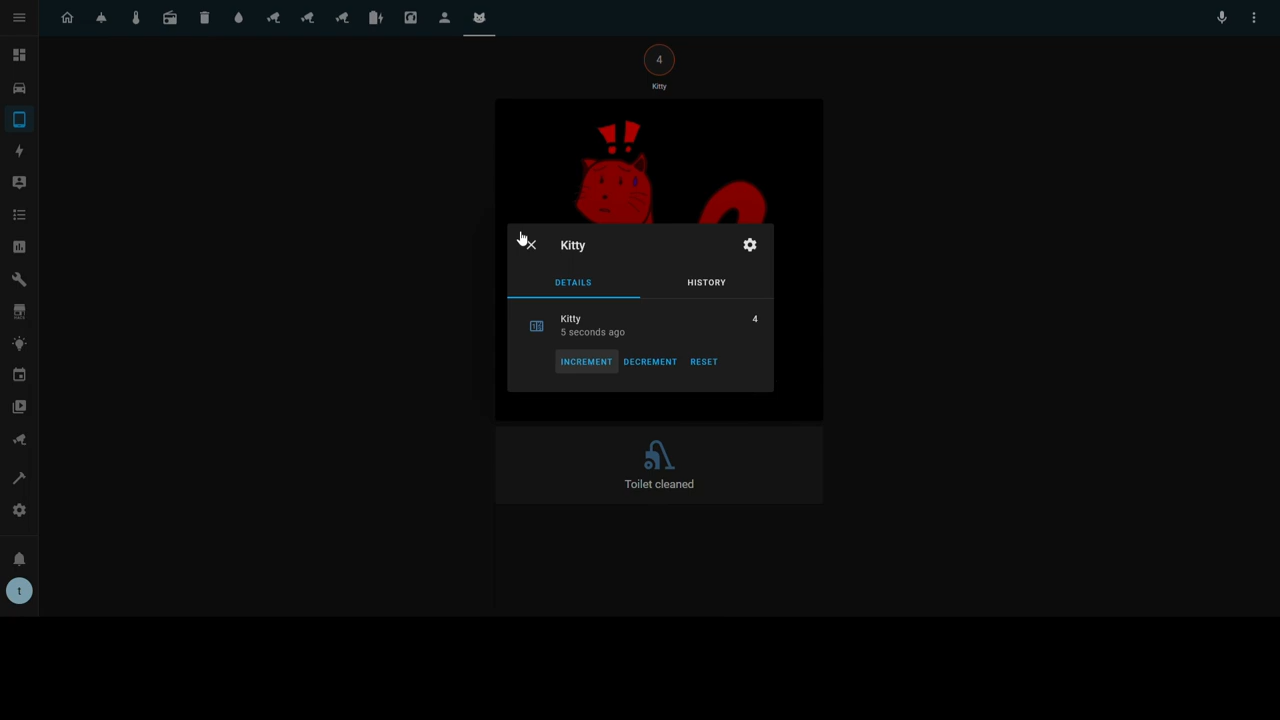 4
Kitty
!!
Kitty
DETAILS HISTORY
Kitty 4
5 seconds ago
INCREMENT DECREMENT RESET
Toilet cleaned
t